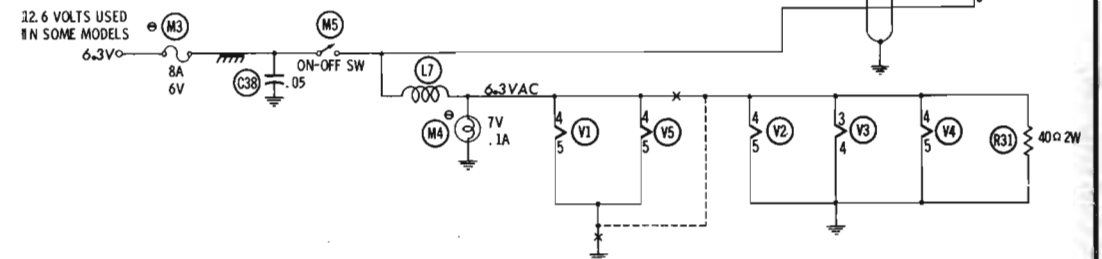 12.6 VOLTS USED
IN SOME MODELS
6.3V
M3
8A
6V
C38
.05
M5
ON-OFF SW
L7
6.3VAC
M4
7V
.1A
4
5
V1
4
5
V5
4
5
V2
3
4
V3
4
5
V4
R31
40Ω 2W